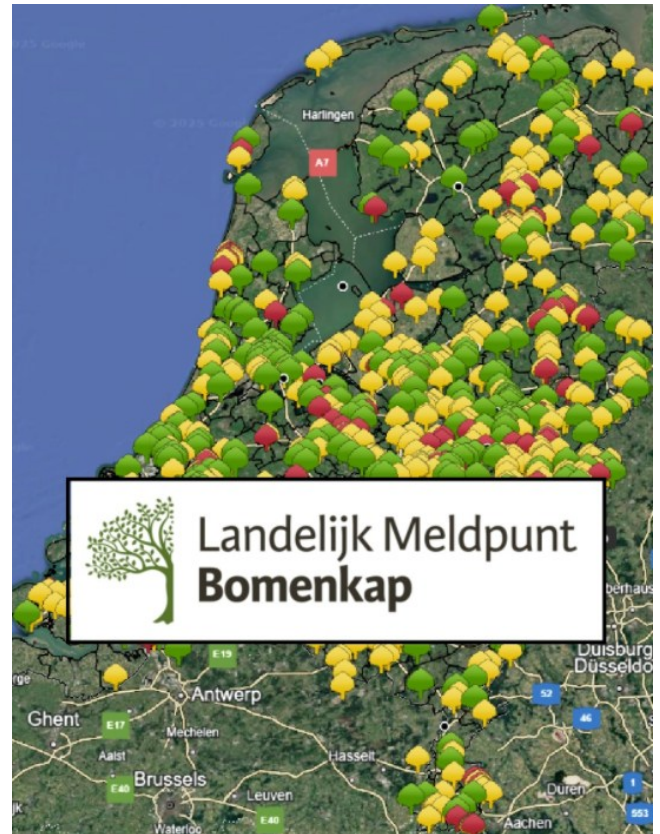 Harlingen
A7
Landelijk Meldpunt
Bomenkap
Duisburg
E19
Antwerp
52
Ghent
E17
46
Mechelen
Aalst
Hasselt
Brussels
Leuven
Düren
1
E40
E40
Aachen
553
Waterloo